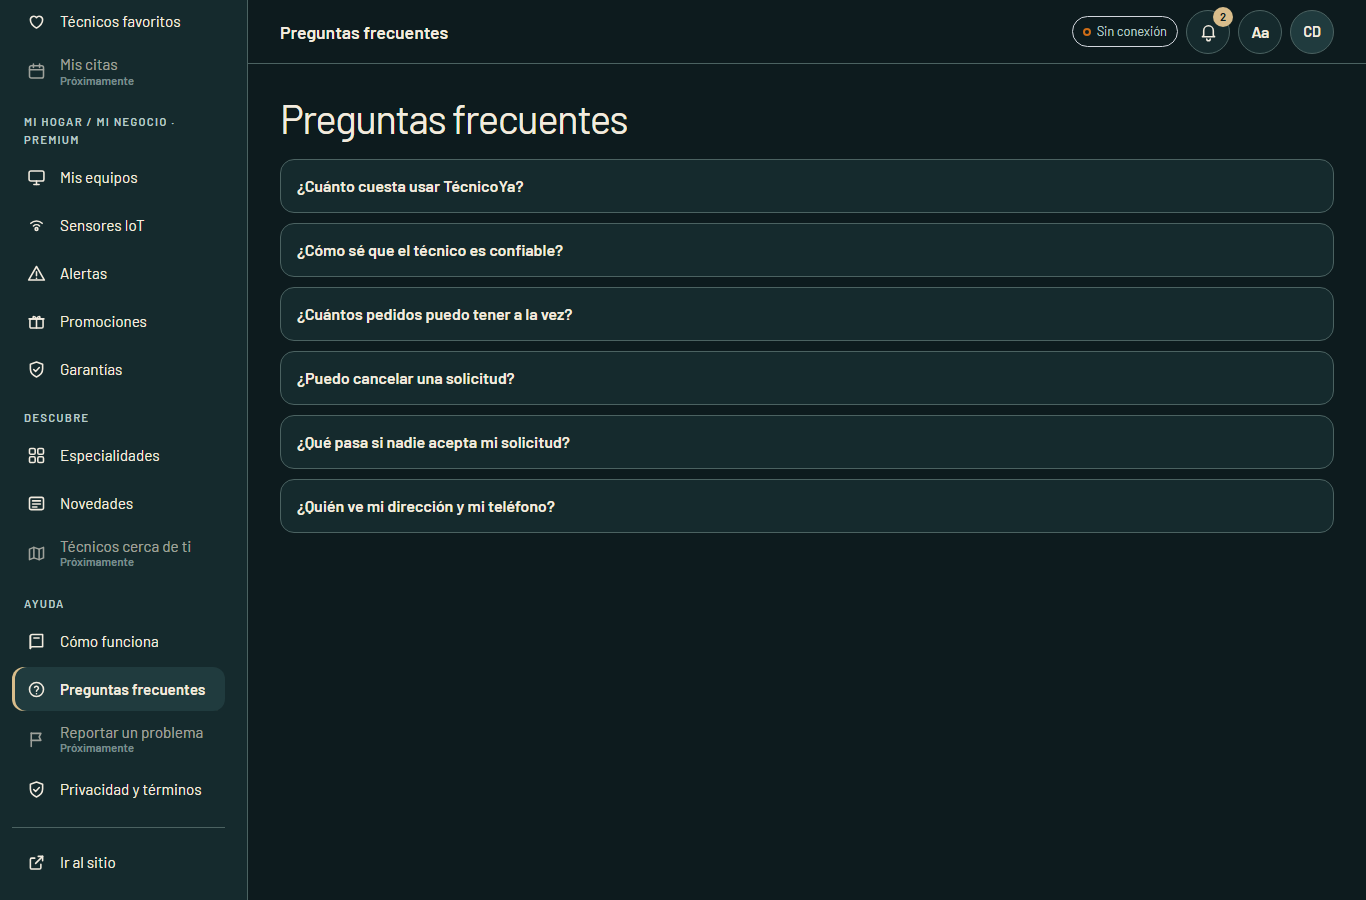 Técnicos favoritos
Mis citas
Próximamente
MI HOGAR / MI NEGOCIO ·
PREMIUM
Mis equipos
Sensores IoT
Alertas
Promociones
Garantías
DESCUBRE
Especialidades
Novedades
Técnicos cerca de ti
Próximamente
AYUDA
Cómo funciona
Preguntas frecuentes
Reportar un problema
Próximamente
Privacidad y términos
Ir al sitio
Preguntas frecuentes
Sin conexión
2
Aa
CD
Preguntas frecuentes
¿Cuánto cuesta usar TécnicoYa?
¿Cómo sé que el técnico es confiable?
¿Cuántos pedidos puedo tener a la vez?
¿Puedo cancelar una solicitud?
¿Qué pasa si nadie acepta mi solicitud?
¿Quién ve mi dirección y mi teléfono?